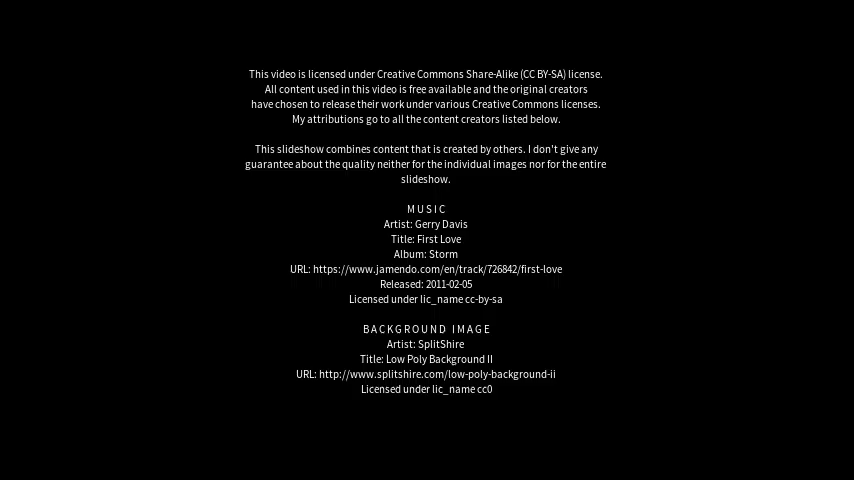 This video is licensed under Creative Commons Share-Alike (CC BY-SA) license.
All content used in this video is free available and the original creators
have chosen to release their work under various Creative Commons licenses.
My attributions go to all the content creators listed below.
This slideshow combines content that is created by others. I don't give any
guarantee about the quality neither for the individual images nor for the entire
slideshow.
MUSIC
Artist: Gerry Davis
Title: First Love
Album: Storm
URL: https://www.jamendo.com/en/track/726842/first-love
Released: 2011-02-05
Licensed under lic_name cc-by-sa
BACKGROUND IMAGE
Artist: SplitShire
Title: Low Poly Background II
URL: http://www.splitshire.com/low-poly-background-ii
Licensed under lic_name cc0